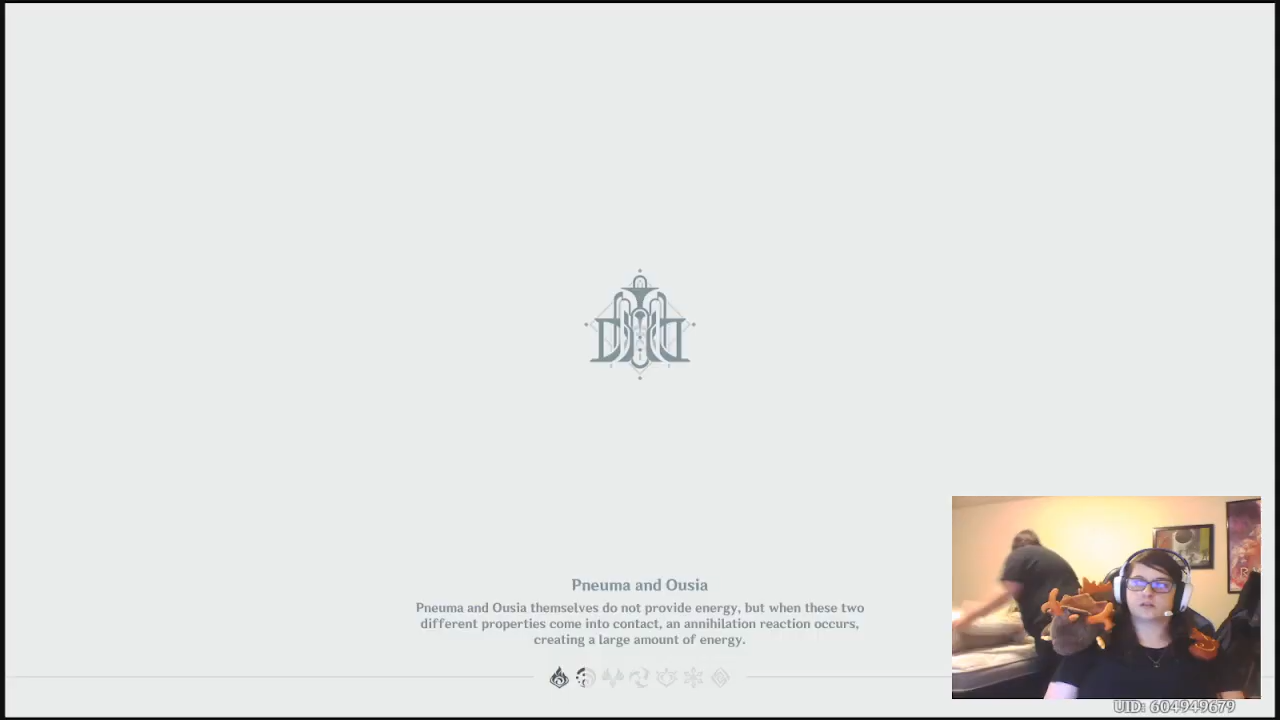 Pneuma and Ousia
Pneuma and Ousia themselves do not provide energy, but when these two
different properties come into contact, an annihilation reaction occurs,
creating a large amount of energy.
UID: 604949679